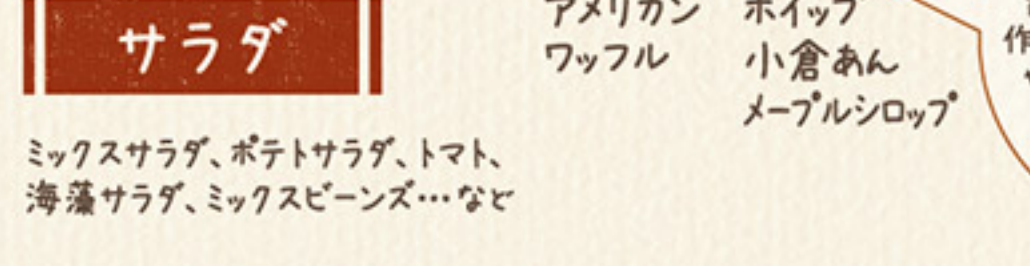 サラダ
ミックスサラダ、ポテトサラダ、トマト、
海藻サラダ、ミックスビーンズ…など
アメリカン
ワッフル
ホイップ
小倉あん
メープルシロップ
作